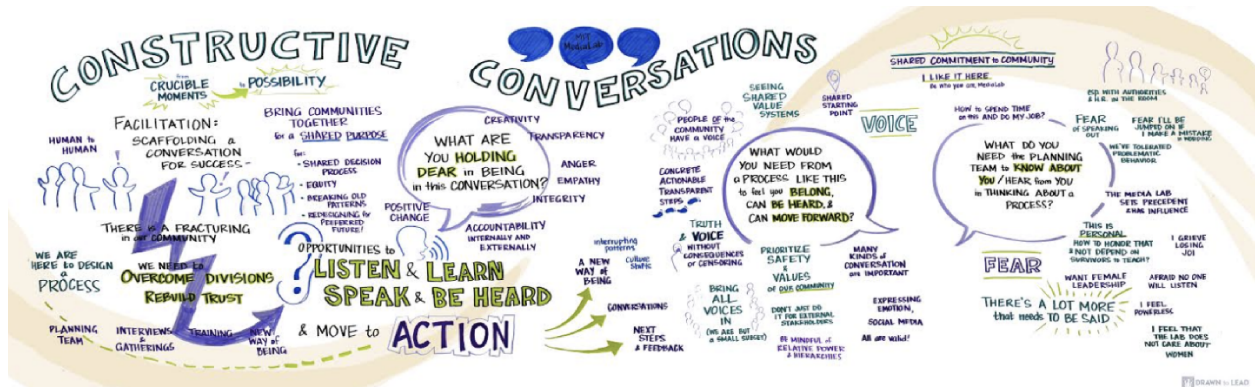 CONSTRUCTIVE
MIT
MediaLab
CONVERSATIONS
from
CRUCIBLE
MOMENTS
to POSSIBILITY
FACILITATION:
SCAFFOLDING a
CONVERSATION
FOR SUCCESS -
HUMAN to
HUMAN
BRING COMMUNITIES
TOGETHER
for a SHARED PURPOSE
for:
- SHARED DECISION
PROCESS
- EQUITY
- BREAKING OLD
PATTERNS
- REDESIGNING for
PREFERRED
FUTURE!
THERE IS A FRACTURING
in our COMMUNITY
WE NEED to
OVERCOME DIVISIONS
REBUILD TRUST
WE ARE
HERE to DESIGN
a
PROCESS
PLANNING
TEAM
INTERVIEWS
&
GATHERINGS
TRAINING
NEW
WAY of
BEING
WHAT ARE
YOU HOLDING
DEAR in BEING
in this CONVERSATION?
CREATIVITY
TRANSPARENCY
ANGER
EMPATHY
INTEGRITY
POSITIVE
CHANGE
ACCOUNTABILITY
INTERNALLY AND
EXTERNALLY
OPPORTUNITIES to
LISTEN & LEARN
SPEAK & BE HEARD
& MOVE to ACTION
interrupting
patterns
culture
shifts
A NEW
WAY OF
BEING
CONVERSATIONS
NEXT
STEPS
& FEEDBACK
SEEING
SHARED
VALUE
SYSTEMS
SHARED
STARTING
POINT
PEOPLE of the
COMMUNITY
HAVE a VOICE
CONCRETE
ACTIONABLE
TRANSPARENT
STEPS
VOICE
WHAT WOULD
YOU NEED FROM
a PROCESS LIKE THIS
to feel you BELONG,
CAN BE HEARD, &
CAN MOVE FORWARD?
TRUTH
& VOICE
WITHOUT
CONSEQUENCES
or CENSORING
BRING
ALL
VOICES
IN
(WE ARE BUT
a SMALL SUBSET)
PRIORITIZE
SAFETY
&
VALUES
of OUR COMMUNITY
DON'T JUST DO
IT FOR EXTERNAL
STAKEHOLDERS
BE MINDFUL of
RELATIVE POWER
& HIERARCHIES
MANY
KINDS of
CONVERSATION
are IMPORTANT
EXPRESSING
EMOTION,
SOCIAL MEDIA
All are valid!
SHARED COMMITMENT to COMMUNITY
I LIKE IT HERE
Be who you are, MediaLab
HOW to SPEND TIME
on this AND DO MY JOB?
WHAT DO YOU
NEED the PLANNING
TEAM to KNOW ABOUT
YOU / HEAR from YOU
in THINKING ABOUT a
PROCESS?
ESP. WITH AUTHORITIES
& H.R. IN THE ROOM
FEAR
OF SPEAKING
OUT
FEAR I'LL BE
JUMPED ON IF
I MAKE A MISTAKE
WE'VE TOLERATED
PROBLEMATIC
BEHAVIOR
THE MEDIA LAB
SETS PRECEDENT
& HAS INFLUENCE
THIS is
PERSONAL
HOW TO HONOR THAT
& NOT DEPEND ON
SURVIVORS to TEACH?
I GRIEVE
LOSING
JOI
FEAR
WANT FEMALE
LEADERSHIP
AFRAID NO ONE
WILL LISTEN
THERE'S A LOT MORE
that needs TO BE SAID
I FEEL
POWERLESS
I FEEL THAT
THE LAB DOES
NOT CARE ABOUT
WOMEN
DRAWN to LEAD